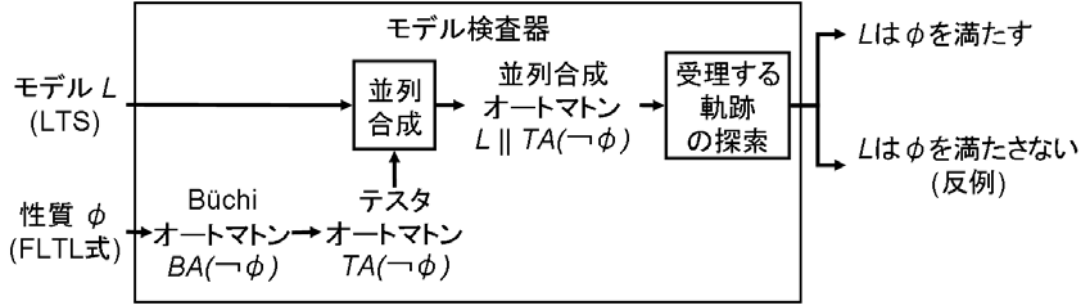 モデル検査器
モデル L
(LTS)
並列
合成
並列合成
オートマトン
L || TA(¬φ)
受理する
軌跡
の探索
Lはφを満たす
Lはφを満たさない
(反例)
性質 φ
(FLTL式)
Büchi
オートマトン
BA(¬φ)
テスタ
オートマトン
TA(¬φ)